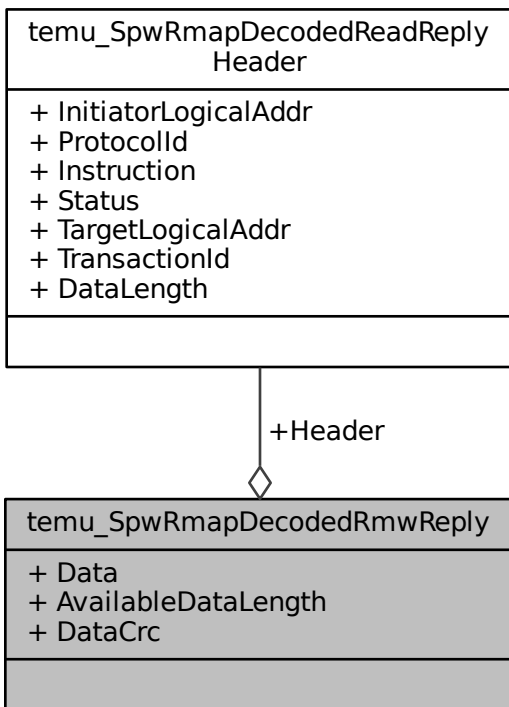 temu_SpwRmapDecodedReadReply
Header
+ InitiatorLogicalAddr
+ ProtocolId
+ Instruction
+ Status
+ TargetLogicalAddr
+ TransactionId
+ DataLength
+Header
temu_SpwRmapDecodedRmwReply
+ Data
+ AvailableDataLength
+ DataCrc